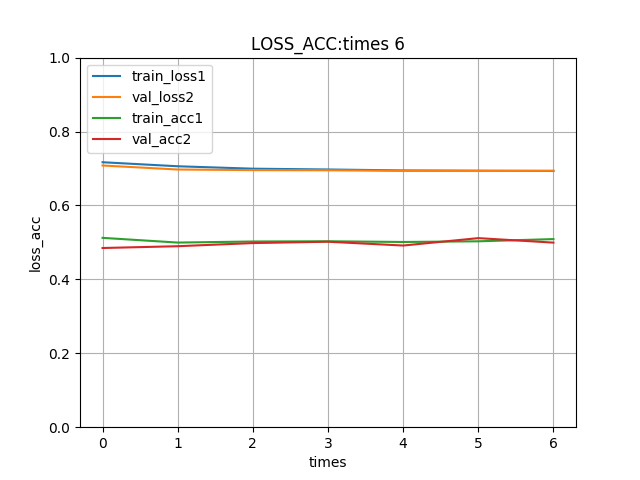 LOSS_ACC:times 6
1.0
0.8
0.6
0.4
0.2
0.0
loss_acc
train_loss1
val_loss2
train_acc1
val_acc2
0 1 2 3 4 5 6
times